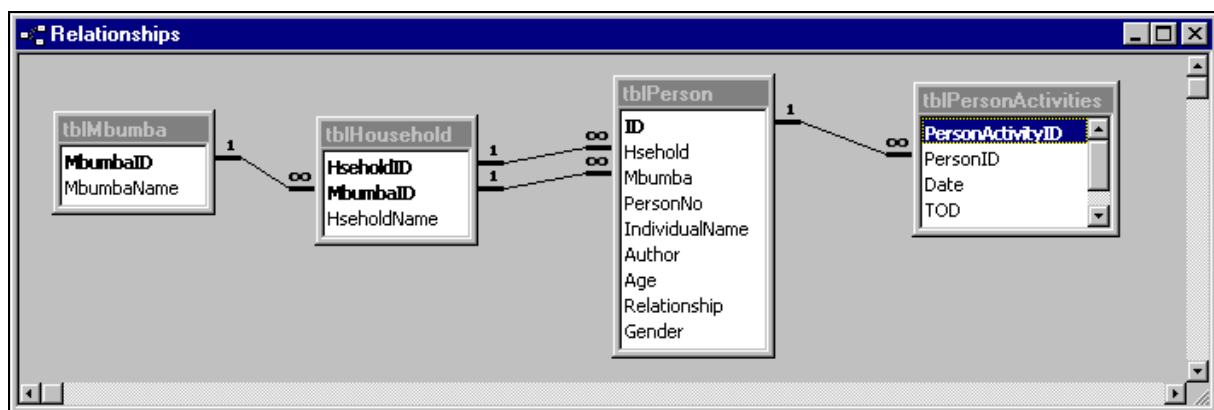 Relationships
tblMbumba
MbumbaID
MbumbaName
1
∞
tblHousehold
HseholdID
MbumbaID
HseholdName
1
1
∞
∞
tblPerson
ID
Hsehold
Mbumba
PersonNo
IndividualName
Author
Age
Relationship
Gender
1
∞
tblPersonActivities
PersonActivityID
PersonID
Date
TOD